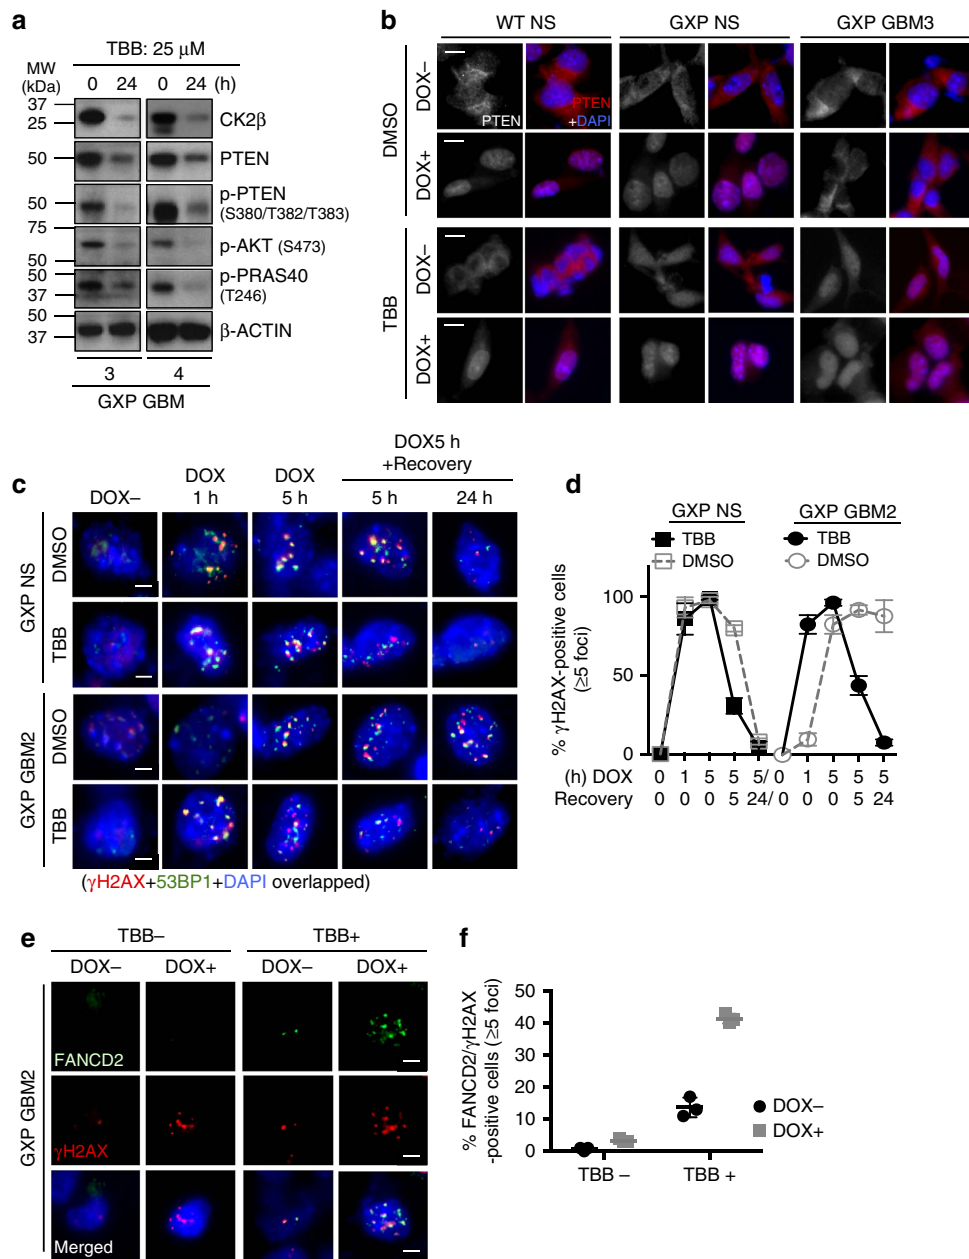 a
TBB: 25 μM
MW
(kDa)
0 24 0 24 (h)
37
25
CK2β
50
PTEN
50
p-PTEN
(S380/T382/T383)
75
50
p-AKT (S473)
50
37
p-PRAS40
(T246)
50
37
β-ACTIN
3 4
GXP GBM
b
WT NS GXP NS GXP GBM3
DMSO
DOX–
PTEN
PTEN
+DAPI
DOX+
TBB
DOX–
DOX+
c
DOX5 h
+Recovery
DOX– DOX 1 h DOX 5 h 5 h 24 h
GXP NS
DMSO
TBB
GXP GBM2
DMSO
TBB
(γH2AX+53BP1+DAPI overlapped)
d
GXP NS GXP GBM2
TBB TBB
DMSO DMSO
% γH2AX-positive cells
(≥5 foci)
100
50
0
(h) DOX 0 1 5 5 5/ 0 1 5 5 5
Recovery 0 0 0 5 24/ 0 0 0 5 24
e
TBB– TBB+
DOX– DOX+ DOX– DOX+
GXP GBM2
FANCD2
γH2AX
Merged
f
% FANCD2/γH2AX
-positive cells (≥5 foci)
50
40
30
20
10
0
TBB – TBB +
DOX–
DOX+